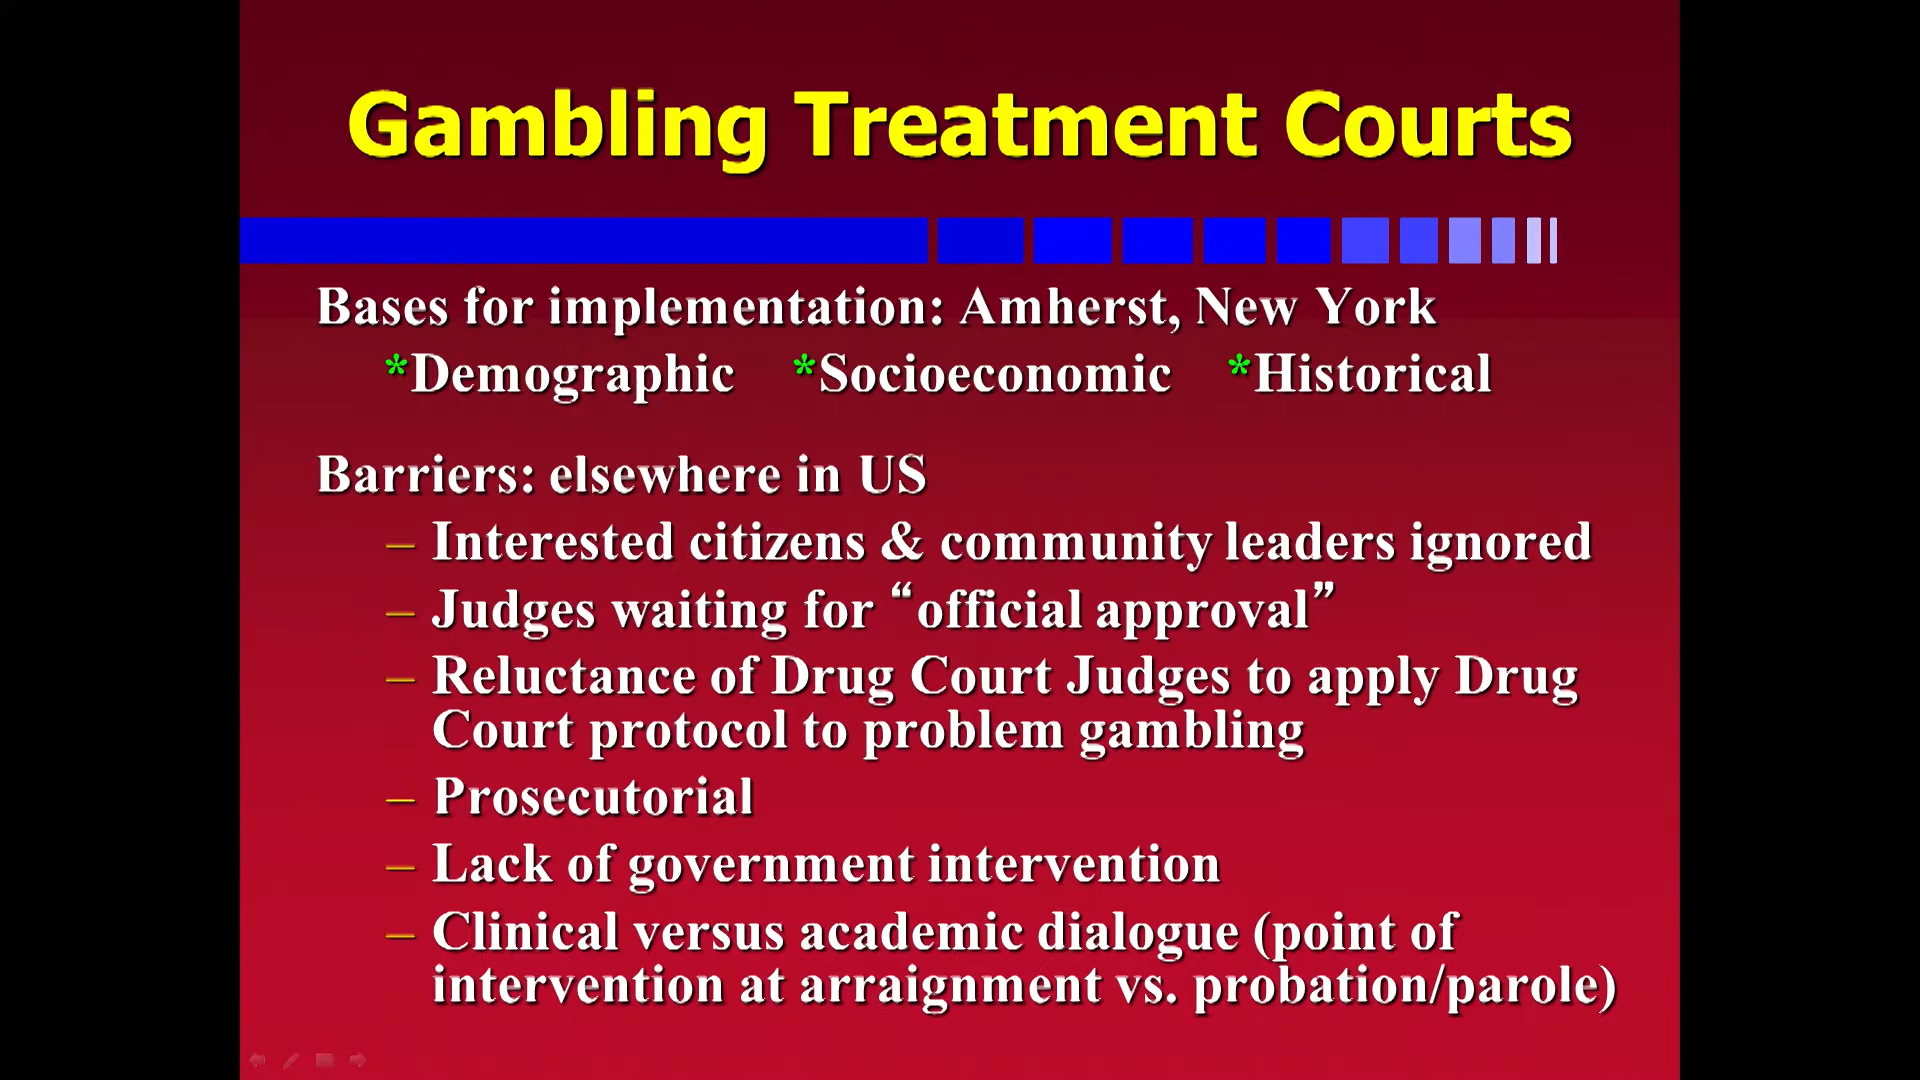 Gambling Treatment Courts
Bases for implementation: Amherst, New York
*Demographic *Socioeconomic *Historical
Barriers: elsewhere in US
– Interested citizens & community leaders ignored
– Judges waiting for “official approval”
– Reluctance of Drug Court Judges to apply Drug
Court protocol to problem gambling
– Prosecutorial
– Lack of government intervention
– Clinical versus academic dialogue (point of
intervention at arraignment vs. probation/parole)